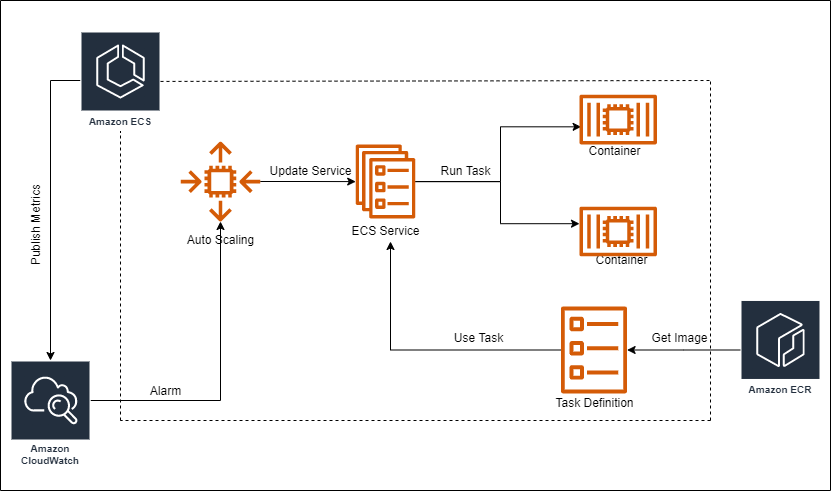 Amazon ECS
Container
Update Service
Run Task
ECS Service
Auto Scaling
Publish Metrics
Container
Use Task
Get Image
Alarm
Task Definition
Amazon ECR
Amazon
CloudWatch